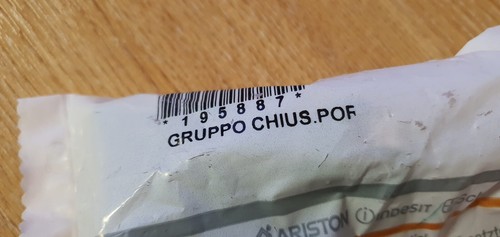 *195887*
GRUPPO CHIUS.POR
ARISTON indesit